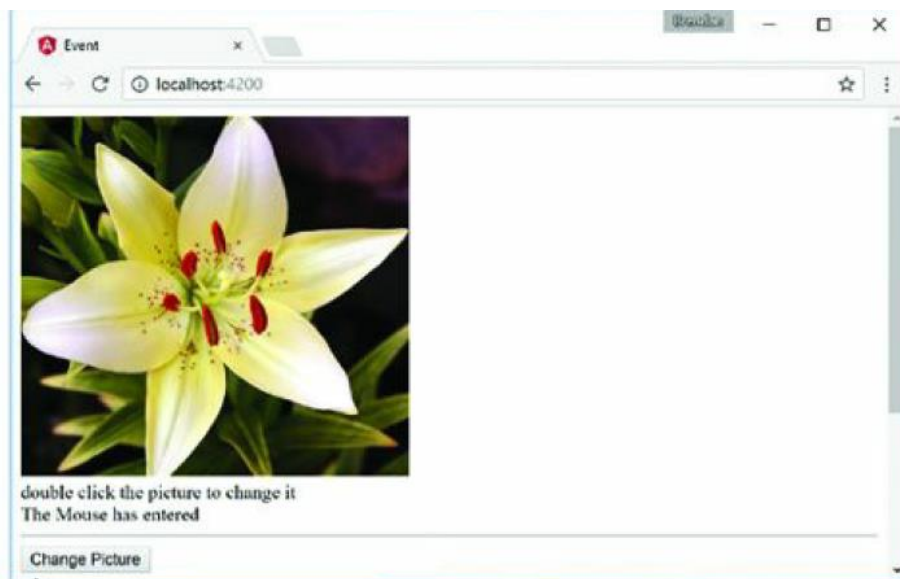 Event
localhost:4200
double click the picture to change it
The Mouse has entered
Change Picture